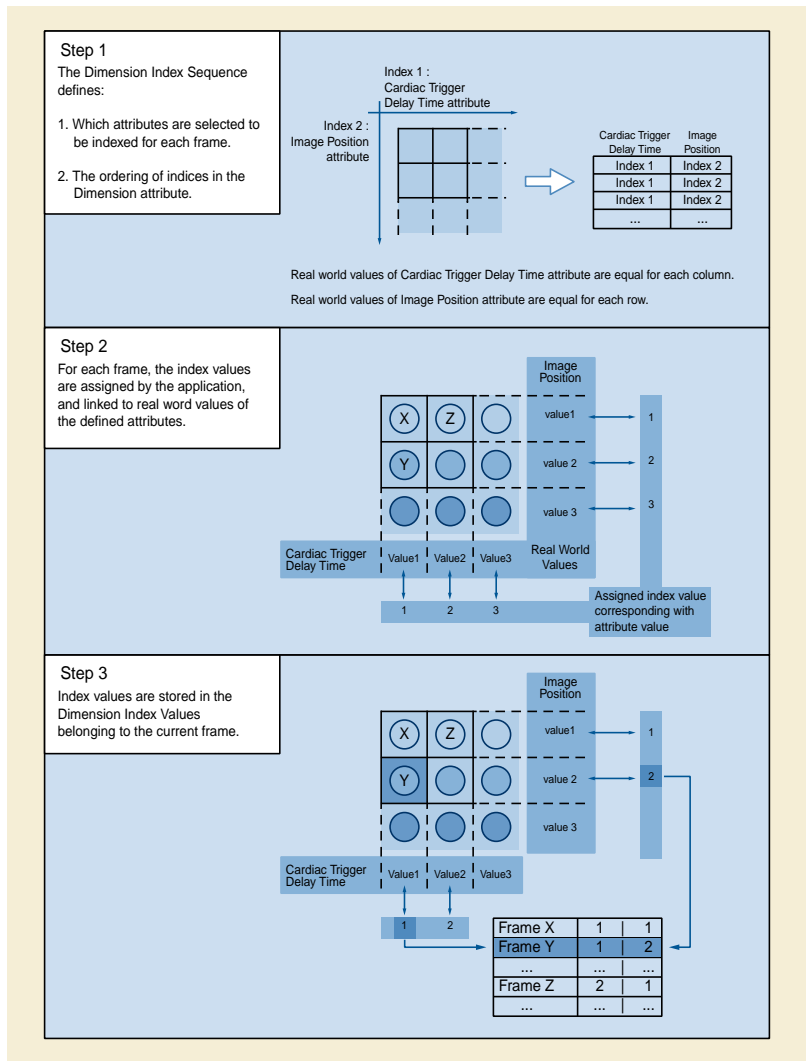 Step 1
The Dimension Index Sequence
defines:
1. Which attributes are selected to
be indexed for each frame.
2. The ordering of indices in the
Dimension attribute.
Index 1 :
Cardiac Trigger
Delay Time attribute
Index 2 :
Image Position
attribute
Cardiac Trigger Image
Delay Time Position
Index 1 Index 2
Index 1 Index 2
Index 1 Index 2
... ...
Real world values of Cardiac Trigger Delay Time attribute are equal for each column.
Real world values of Image Position attribute are equal for each row.
Step 2
For each frame, the index values
are assigned by the application,
and linked to real word values of
the defined attributes.
Image
Position
X Z value1 1
Y value 2 2
value 3 3
Cardiac Trigger
Delay Time
Value1 Value2 Value3
Real World
Values
1 2 3
Assigned index value
corresponding with
attribute value
Step 3
Index values are stored in the
Dimension Index Values
belonging to the current frame.
Image
Position
X Z value1 1
Y value 2 2
value 3
Cardiac Trigger
Delay Time
Value1 Value2 Value3
1 2
Frame X 1 | 1
Frame Y 1 | 2
... ... | ...
Frame Z 2 | 1
... ... | ...